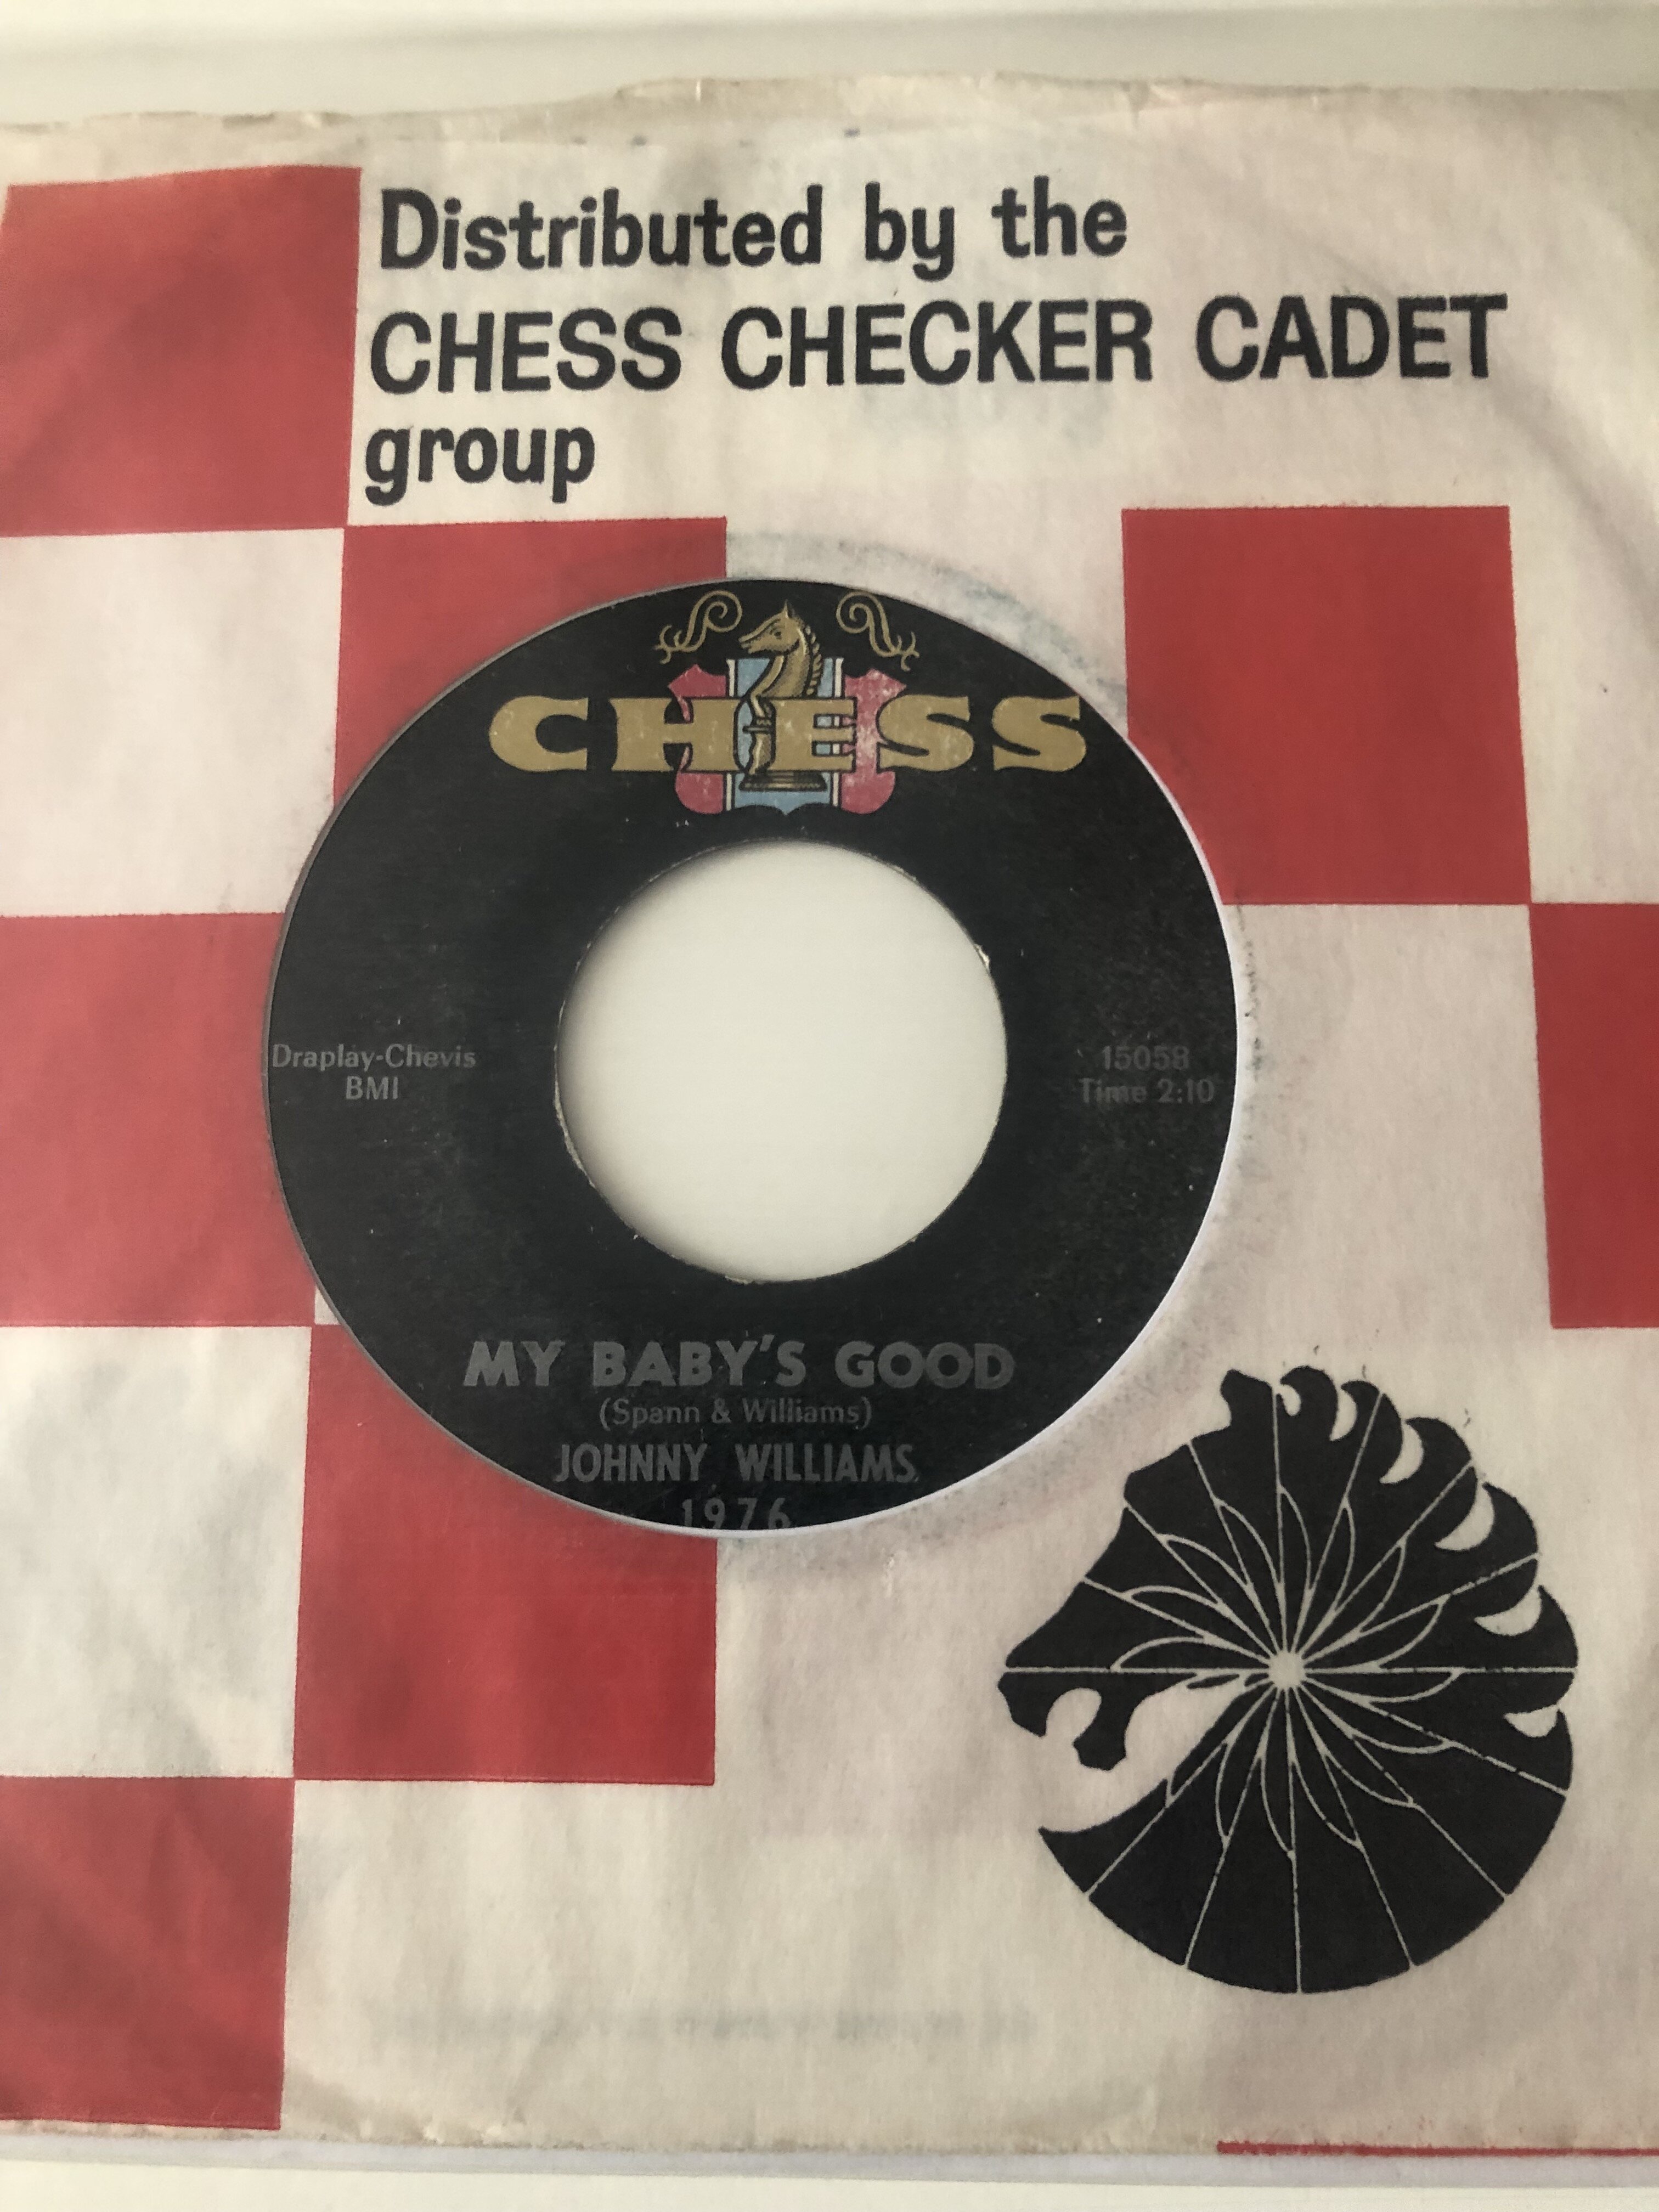 Distributed by the
CHESS CHECKER CADET
group
CHESS
Draplay-Chevis
BMI
15058
Time 2:10
MY BABY'S GOOD
(Spann & Williams)
JOHNNY WILLIAMS
1976